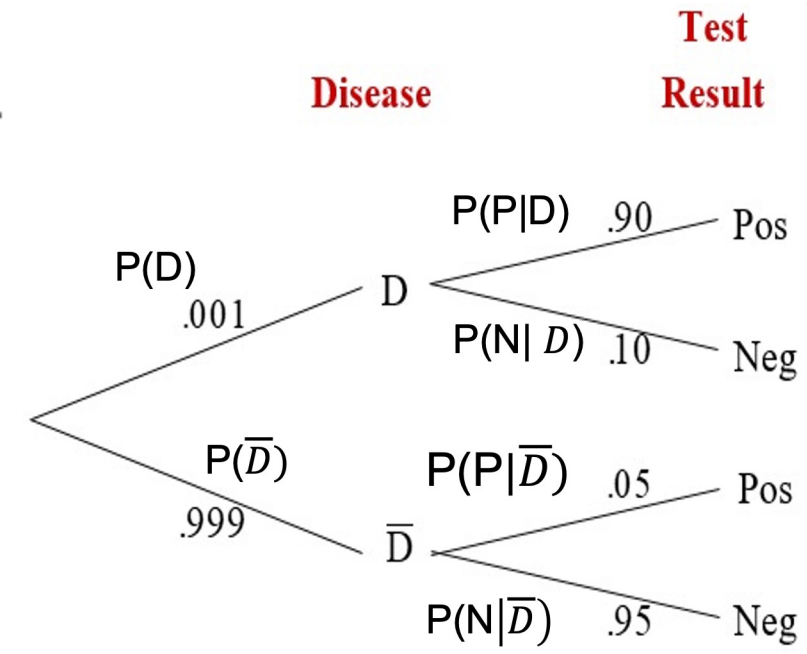 Test
Disease Result
P(P|D) .90 Pos
P(D)
.001 D
P(N| D) .10 Neg
P(D̅)
P(P|D̅) .05 Pos
.999 D̅
P(N|D̅) .95 Neg